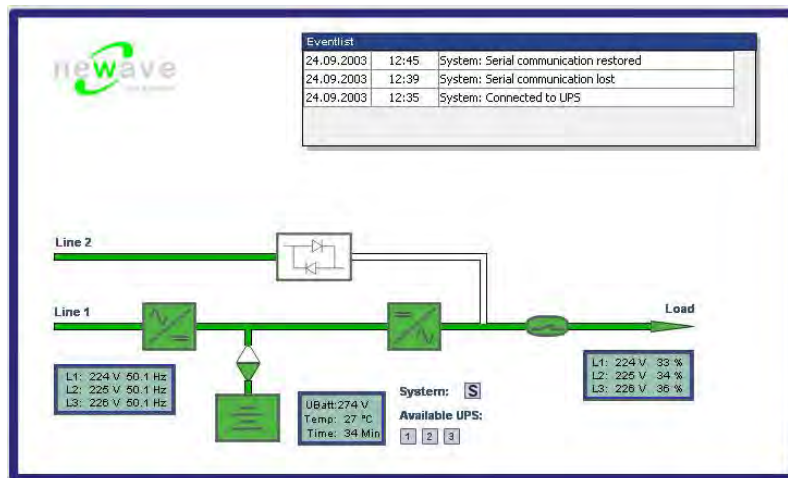 newave
Eventlist
24.09.2003 12:45 System: Serial communication restored
24.09.2003 12:39 System: Serial communication lost
24.09.2003 12:35 System: Connected to UPS
Line 2
Line 1
Load
L1: 224 V 50.1 Hz
L2: 225 V 50.1 Hz
L3: 226 V 50.1 Hz
UBatt:274 V
Temp: 27 °C
Time: 34 Min
System: S
Available UPS:
1 2 3
L1: 224 V 33 %
L2: 225 V 34 %
L3: 226 V 36 %